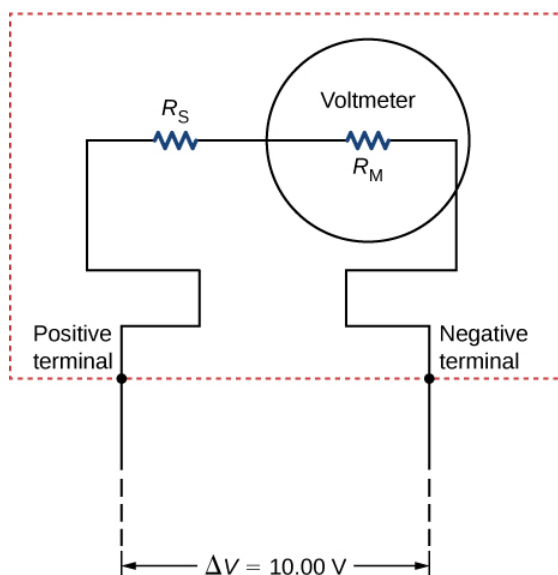 R_S
Voltmeter
R_M
Positive
terminal
Negative
terminal
ΔV = 10.00 V